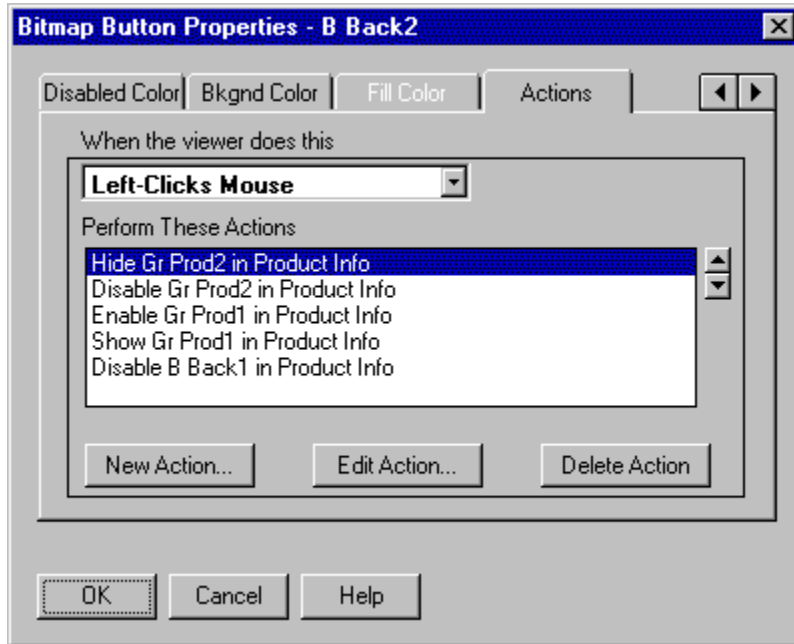 Bitmap Button Properties - B Back2
Disabled Color Bkgnd Color Fill Color Actions
When the viewer does this
Left-Clicks Mouse
Perform These Actions
Hide Gr Prod2 in Product Info
Disable Gr Prod2 in Product Info
Enable Gr Prod1 in Product Info
Show Gr Prod1 in Product Info
Disable B Back1 in Product Info
New Action... Edit Action... Delete Action
OK Cancel Help